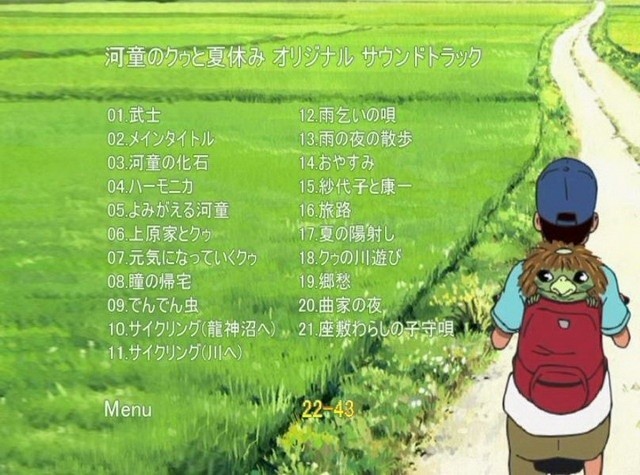 河童のクゥと夏休み オリジナル サウンドトラック
01.武士
02.メインタイトル
03.河童の化石
04.ハーモニカ
05.よみがえる河童
06.上原家とクゥ
07.元気になっていくクゥ
08.瞳の帰宅
09.でんでん虫
10.サイクリング(龍神沼へ)
11.サイクリング(川へ)
12.雨乞いの唄
13.雨の夜の散歩
14.おやすみ
15.紗代子と康一
16.旅路
17.夏の陽射し
18.クゥの川遊び
19.郷愁
20.曲家の夜
21.座敷わらしの子守唄
Menu
22-43